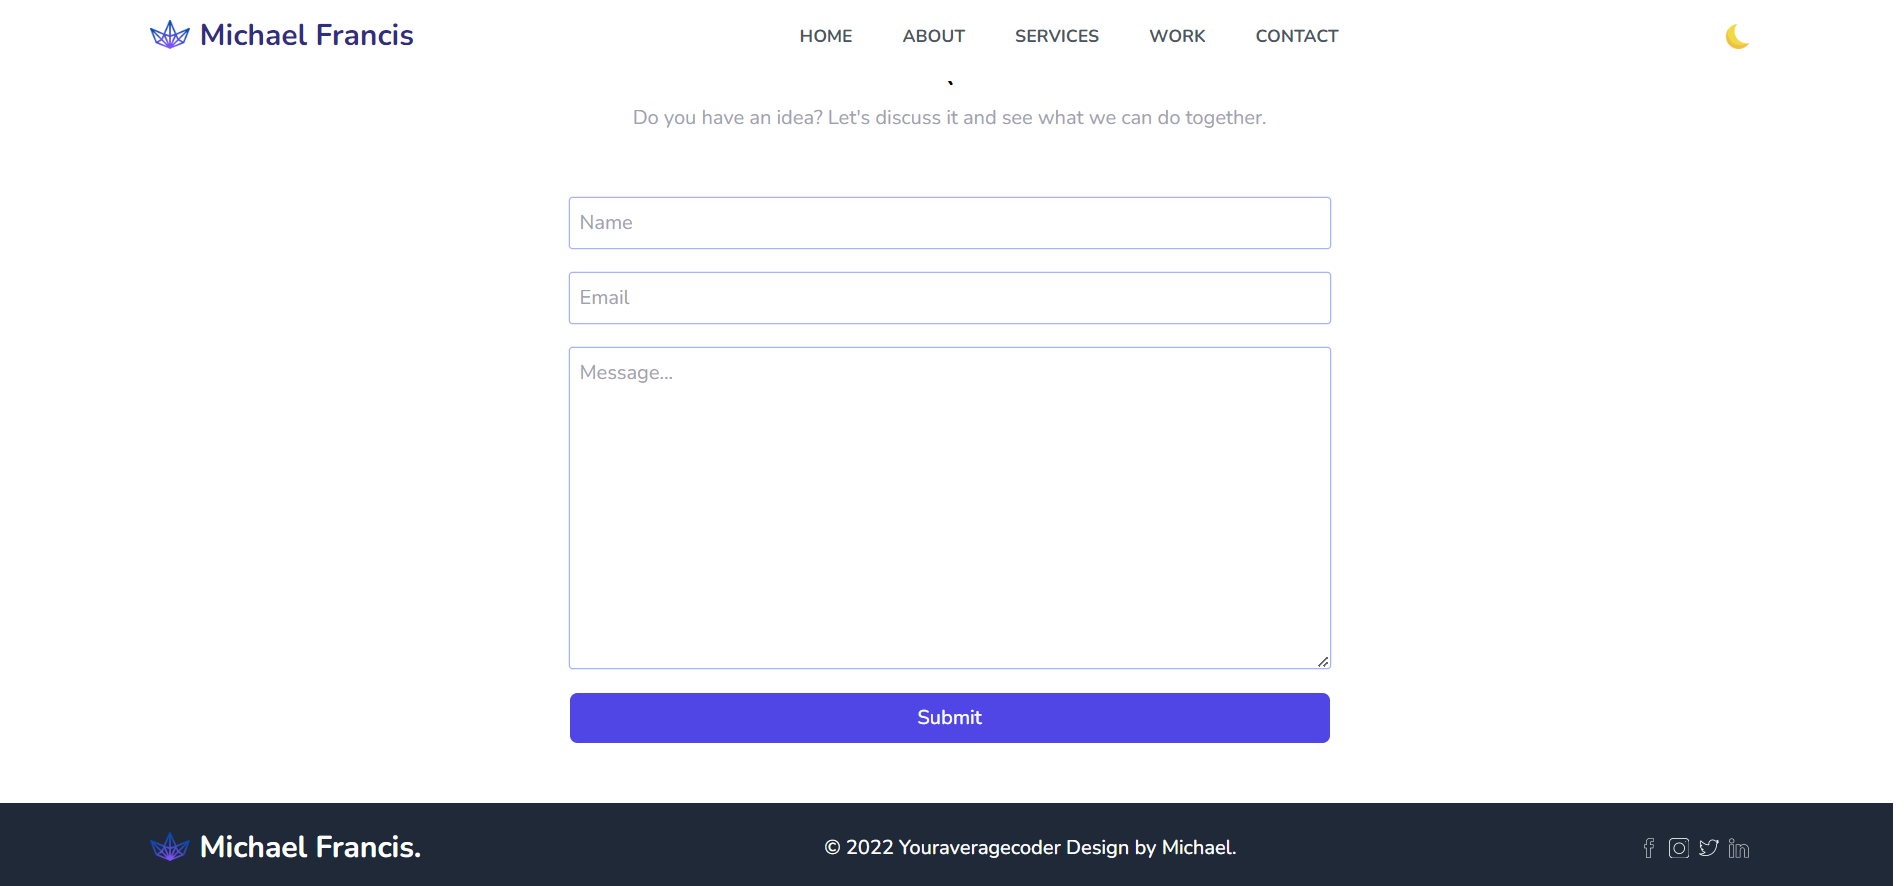 Michael Francis
HOME ABOUT SERVICES WORK CONTACT
Do you have an idea? Let's discuss it and see what we can do together.
Name
Email
Message...
Submit
Michael Francis.
© 2022 Youraveragecoder Design by Michael.